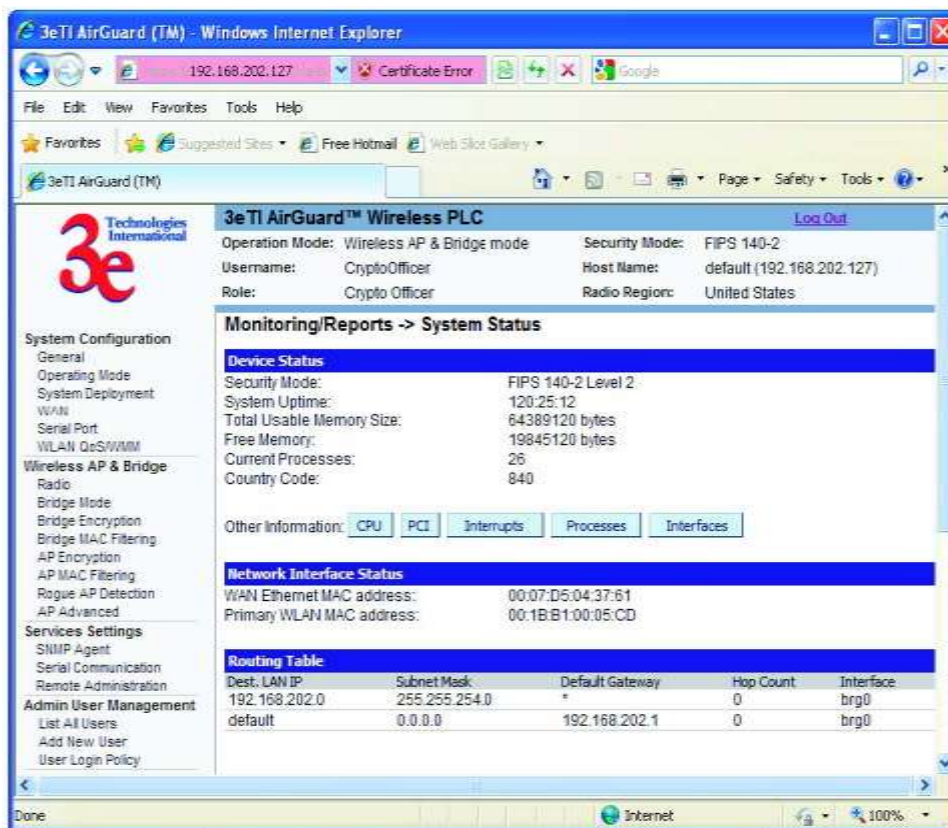 3eTI AirGuard (TM) - Windows Internet Explorer
192.168.202.127 Certificate Error Google
File Edit View Favorites Tools Help
Favorites Suggested Sites Free Hotmail Web Slice Gallery
3eTI AirGuard (TM) Page Safety Tools
3e Technologies International
3eTI AirGuard™ Wireless PLC Log Out
Operation Mode: Wireless AP & Bridge mode Security Mode: FIPS 140-2
Username: CryptoOfficer Host Name: default (192.168.202.127)
Role: Crypto Officer Radio Region: United States
System Configuration
General
Operating Mode
System Deployment
WAN
Serial Port
WLAN QoS/WMM
Wireless AP & Bridge
Radio
Bridge Mode
Bridge Encryption
Bridge MAC Filtering
AP Encryption
AP MAC Filtering
Rogue AP Detection
AP Advanced
Services Settings
SNMP Agent
Serial Communication
Remote Administration
Admin User Management
List All Users
Add New User
User Login Policy
Monitoring/Reports -> System Status
Device Status
Security Mode: FIPS 140-2 Level 2
System Uptime: 120:25:12
Total Usable Memory Size: 64389120 bytes
Free Memory: 19845120 bytes
Current Processes: 26
Country Code: 840
Other Information: CPU PCI Interrupts Processes Interfaces
Network Interface Status
WAN Ethernet MAC address: 00:07:D5:04:37:61
Primary WLAN MAC address: 00:1B:B1:00:05:CD
Routing Table
Dest. LAN IP Subnet Mask Default Gateway Hop Count Interface
192.168.202.0 255.255.254.0 * 0 brg0
default 0.0.0.0 192.168.202.1 0 brg0
Done Internet 100%